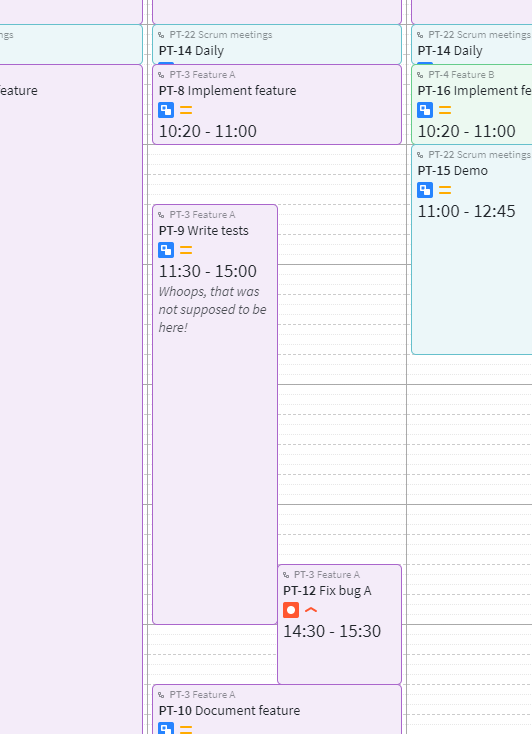 ngs
eature
PT-22 Scrum meetings
PT-14 Daily
PT-3 Feature A
PT-8 Implement feature
10:20 - 11:00
PT-3 Feature A
PT-9 Write tests
11:30 - 15:00
Whoops, that was
not supposed to be
here!
PT-3 Feature A
PT-12 Fix bug A
14:30 - 15:30
PT-3 Feature A
PT-10 Document feature
PT-22 Scrum meetings
PT-14 Daily
PT-4 Feature B
PT-16 Implement fe
10:20 - 11:00
PT-22 Scrum meetings
PT-15 Demo
11:00 - 12:45